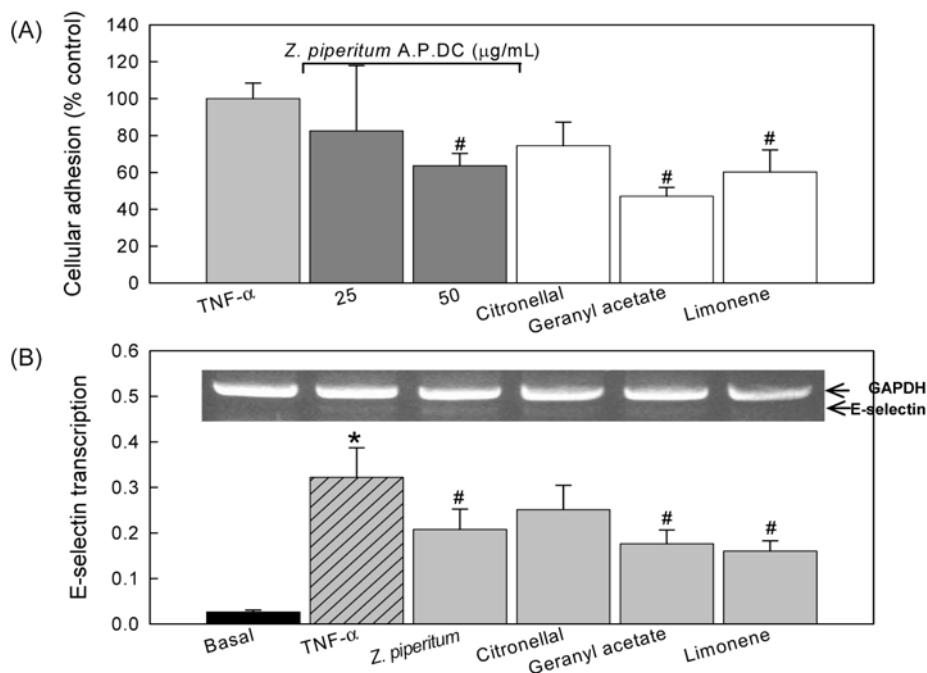 (A)
Cellular adhesion (% control)
140
120
100
80
60
40
20
0
Z. piperitum A.P.DC (μg/mL)
#
#
#
TNF-α
25
50
Citronellal
Geranyl acetate
Limonene
(B)
E-selectin transcription
0.6
0.5
0.4
0.3
0.2
0.1
0.0
GAPDH
E-selectin
*
#
#
#
Basal
TNF-α
Z. piperitum
Citronellal
Geranyl acetate
Limonene